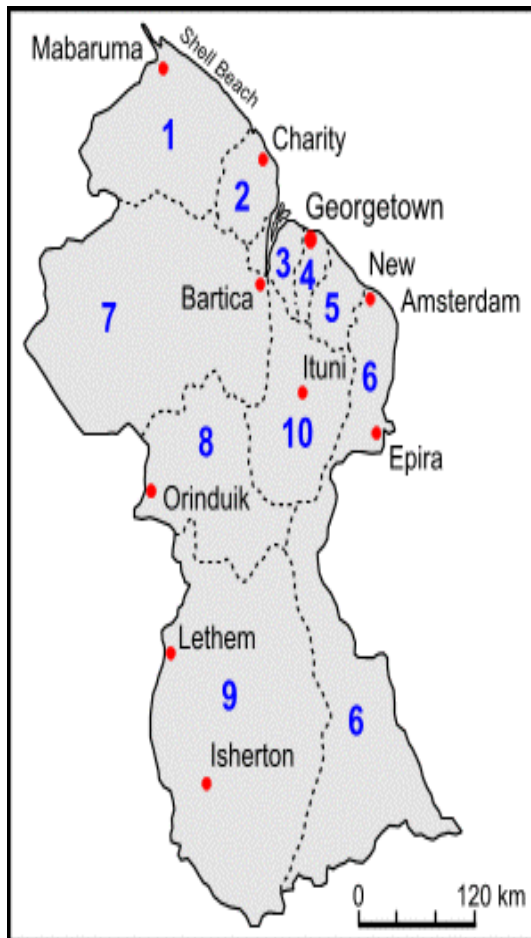 Mabaruma
Shell Beach
1
Charity
2
Georgetown
3
4
New
Amsterdam
Bartica
7
5
Ituni
6
10
8
Epira
Orinduik
Lethem
9
6
Isherton
0
120 km